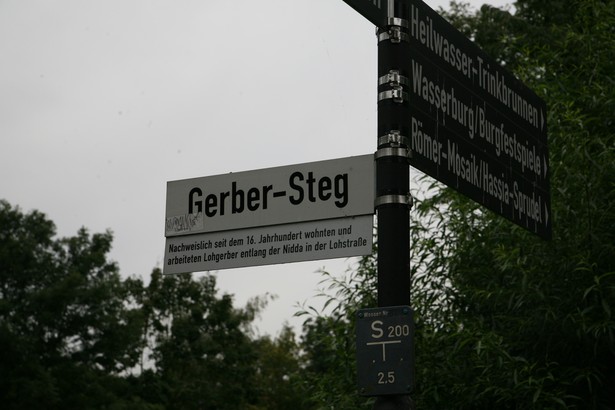 Heilwasser-Trinkbrunnen
Wasserburg/Burgfestspiele
Römer-Mosaik/Hassia-Sprudel
Gerber-Steg
Nachweislich seit dem 16. Jahrhundert wohnten und
arbeiteten Lohgerber entlang der Nidda in der Lohstraße
S 200
2.5